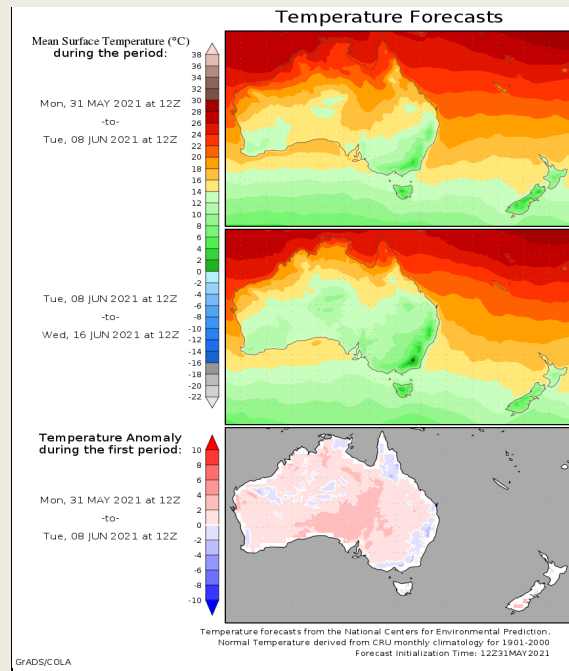 Temperature Forecasts
Mean Surface Temperature (°C)
during the period:
Mon, 31 MAY 2021 at 12Z
-to-
Tue, 08 JUN 2021 at 12Z
38
36
34
32
30
28
26
24
22
20
18
16
14
12
10
8
6
4
2
0
-2
-4
-6
-8
-10
-12
-14
-16
-18
-20
-22
Tue, 08 JUN 2021 at 12Z
-to-
Wed, 16 JUN 2021 at 12Z
Temperature Anomaly
during the first period:
Mon, 31 MAY 2021 at 12Z
-to-
Tue, 08 JUN 2021 at 12Z
10
8
6
4
2
0
-2
-4
-6
-8
-10
Temperature forecasts from the National Centers for Environmental Prediction.
Normal Temperature derived from CRU monthly climatology for 1901-2000
Forecast Initialization Time: 12Z31MAY2021
GrADS/COLA